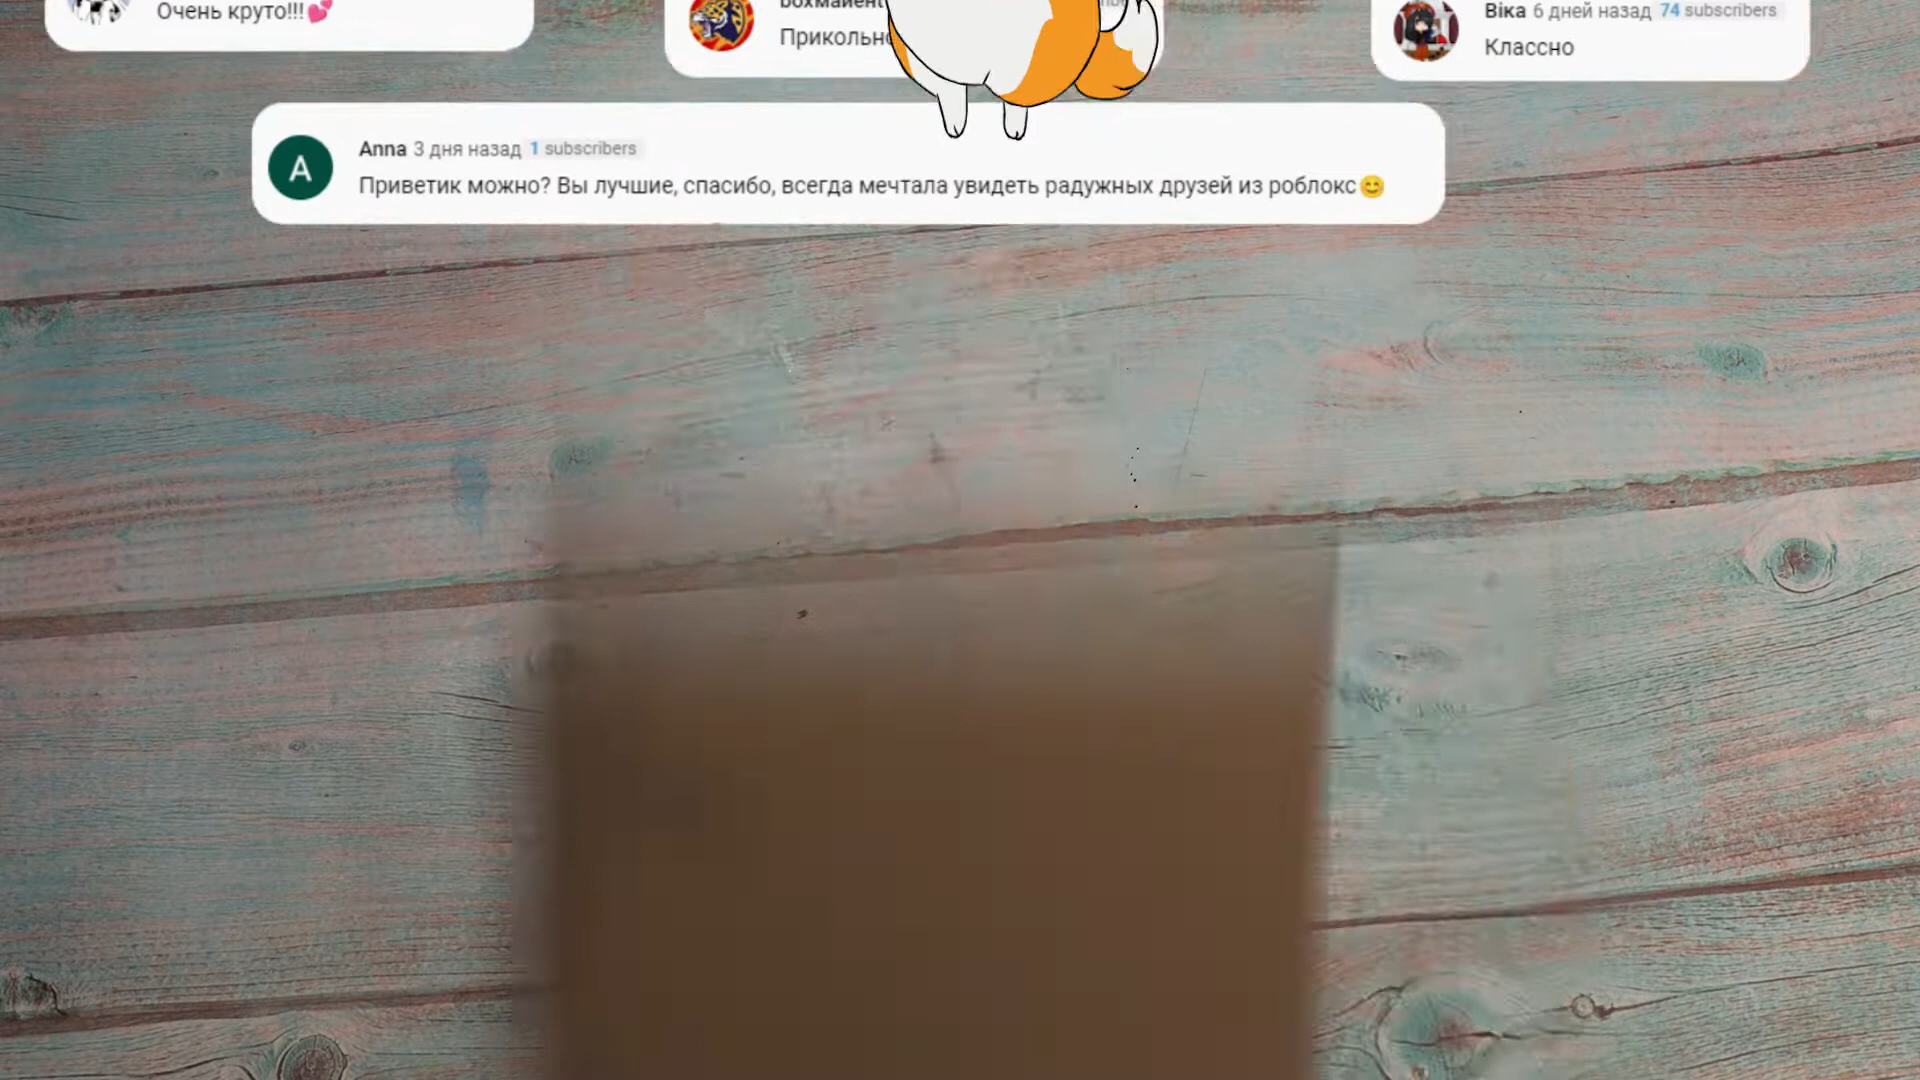 Очень круто!!!💕
Прикольно
Віка 6 дней назад 74 subscribers
Классно
A
Anna 3 дня назад 1 subscribers
Приветик можно? Вы лучшие, спасибо, всегда мечтала увидеть радужных друзей из роблокс😊